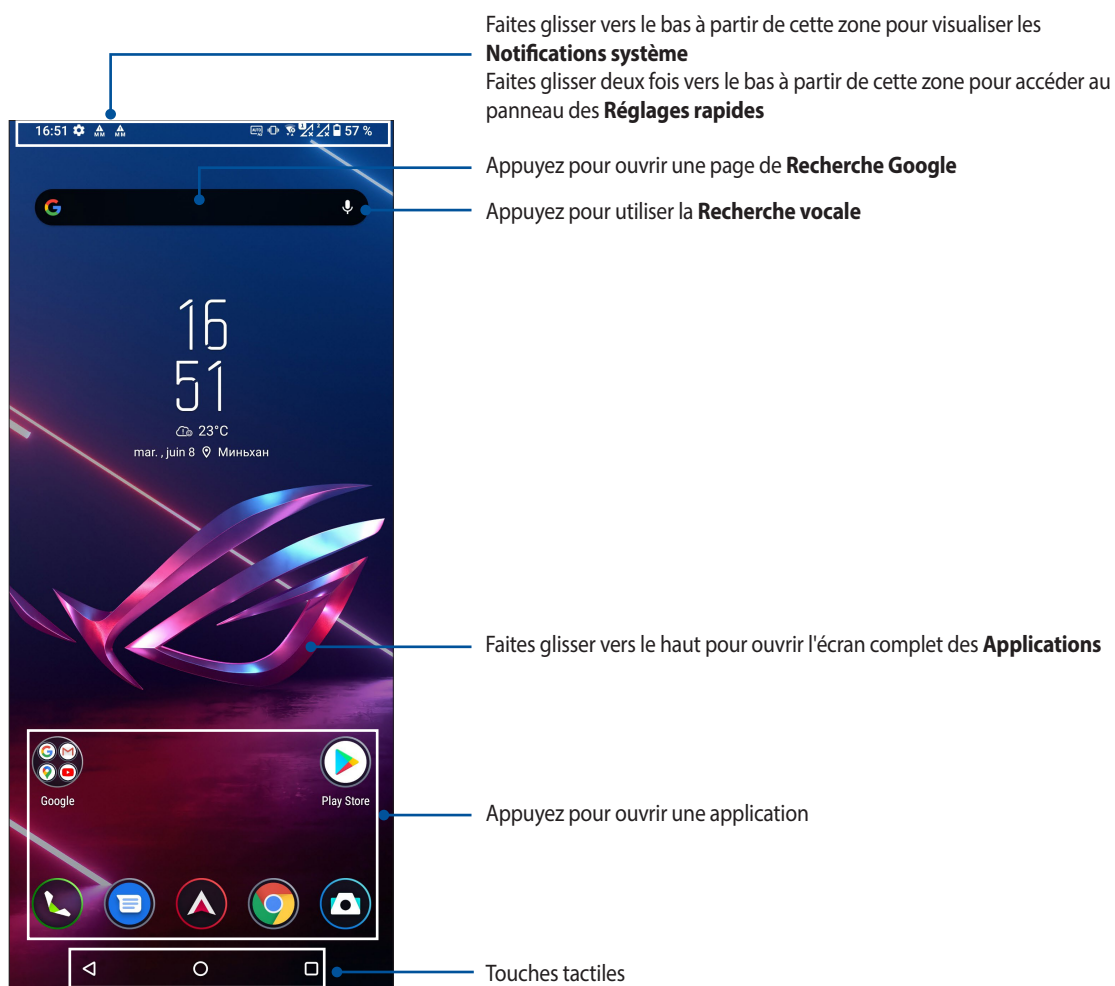 Faites glisser vers le bas à partir de cette zone pour visualiser les
Notifications système
Faites glisser deux fois vers le bas à partir de cette zone pour accéder au
panneau des Réglages rapides
16:51
57 %
Appuyez pour ouvrir une page de Recherche Google
Appuyez pour utiliser la Recherche vocale
16
51
23°C
mar. , juin 8 Миньхан
Faites glisser vers le haut pour ouvrir l'écran complet des Applications
Google
Play Store
Appuyez pour ouvrir une application
Touches tactiles